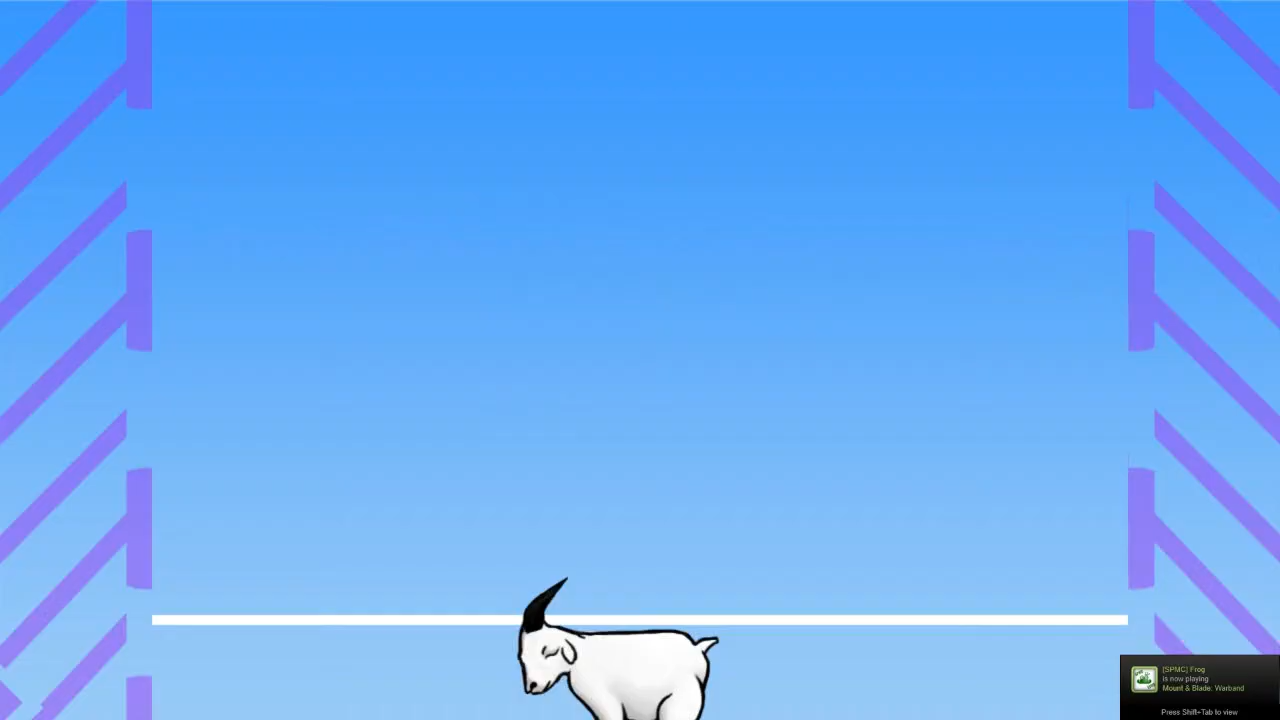 [SPMC] Frog
is now playing
Mount & Blade: Warband
Press Shift+Tab to view